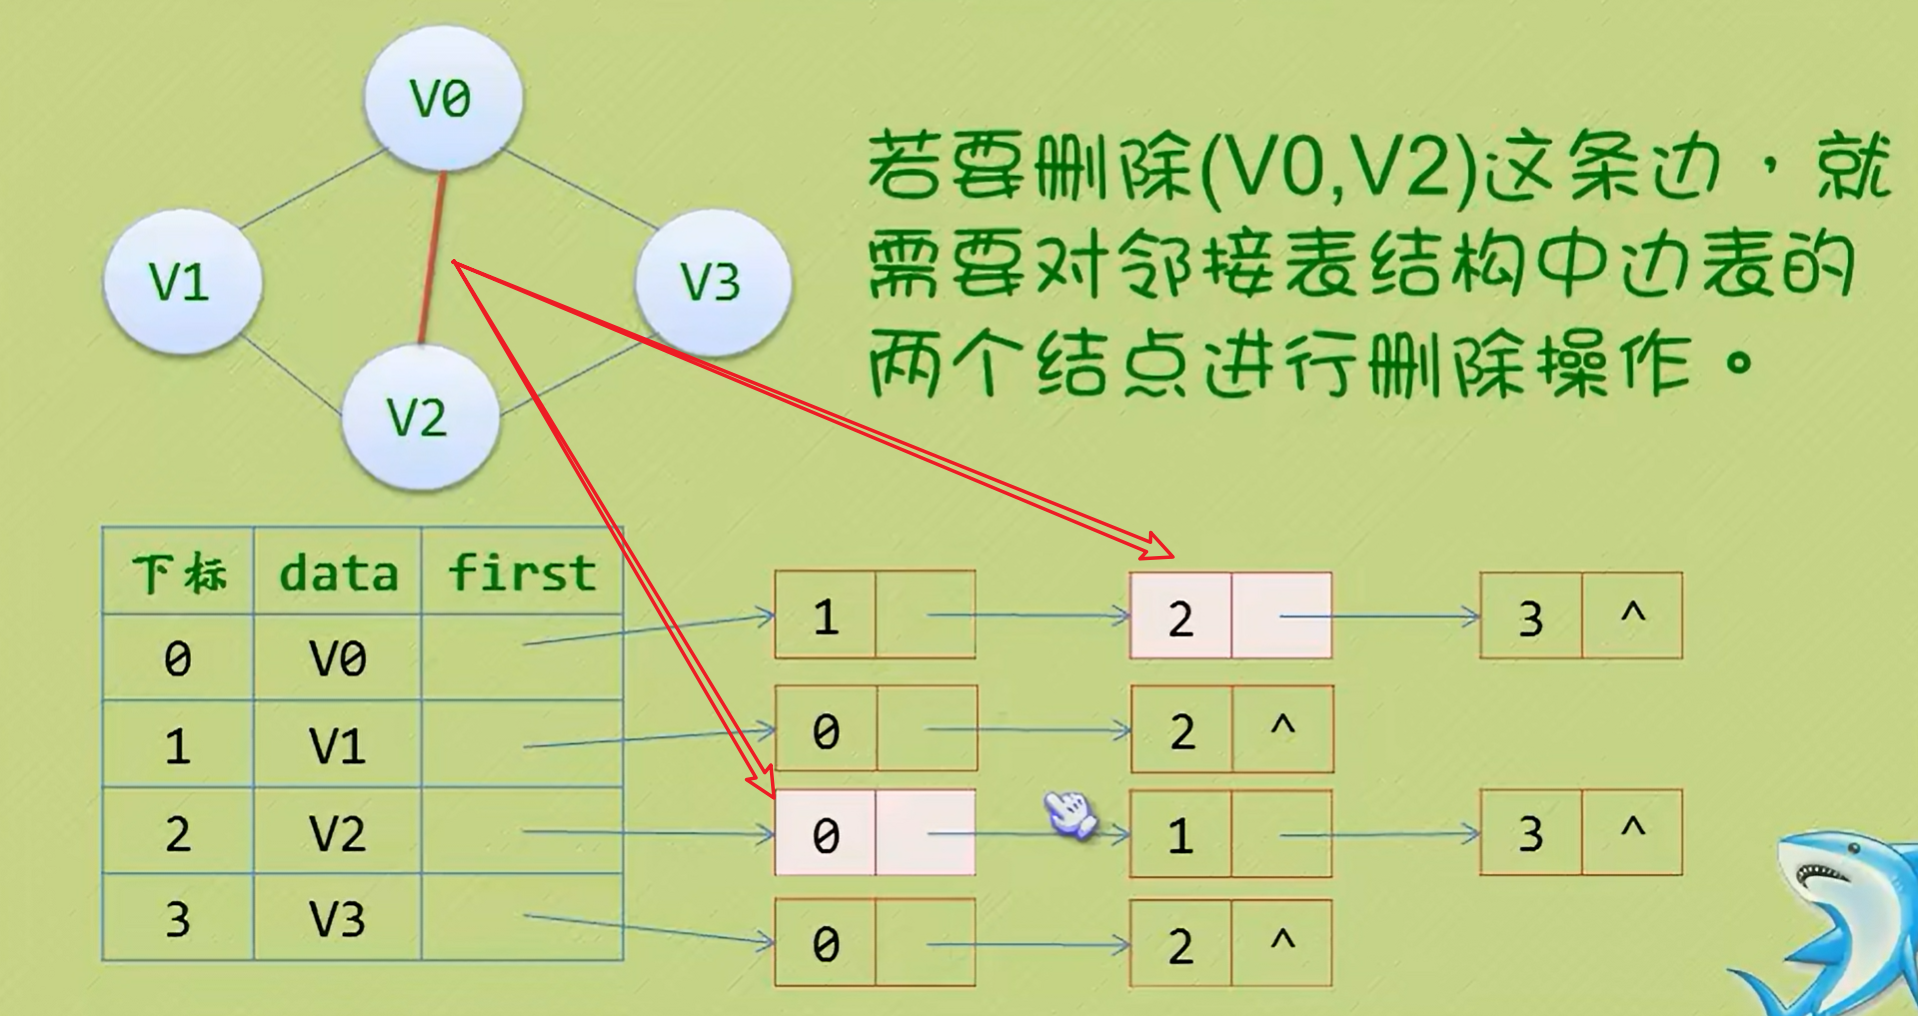 V0
V1
V3
V2
若要删除(V0,V2)这条边，就
需要对邻接表结构中边表的
两个结点进行删除操作。
下标 data first
0 V0 1 2 3 ^
1 V1 0 2 ^
2 V2 0 1 3 ^
3 V3 0 2 ^